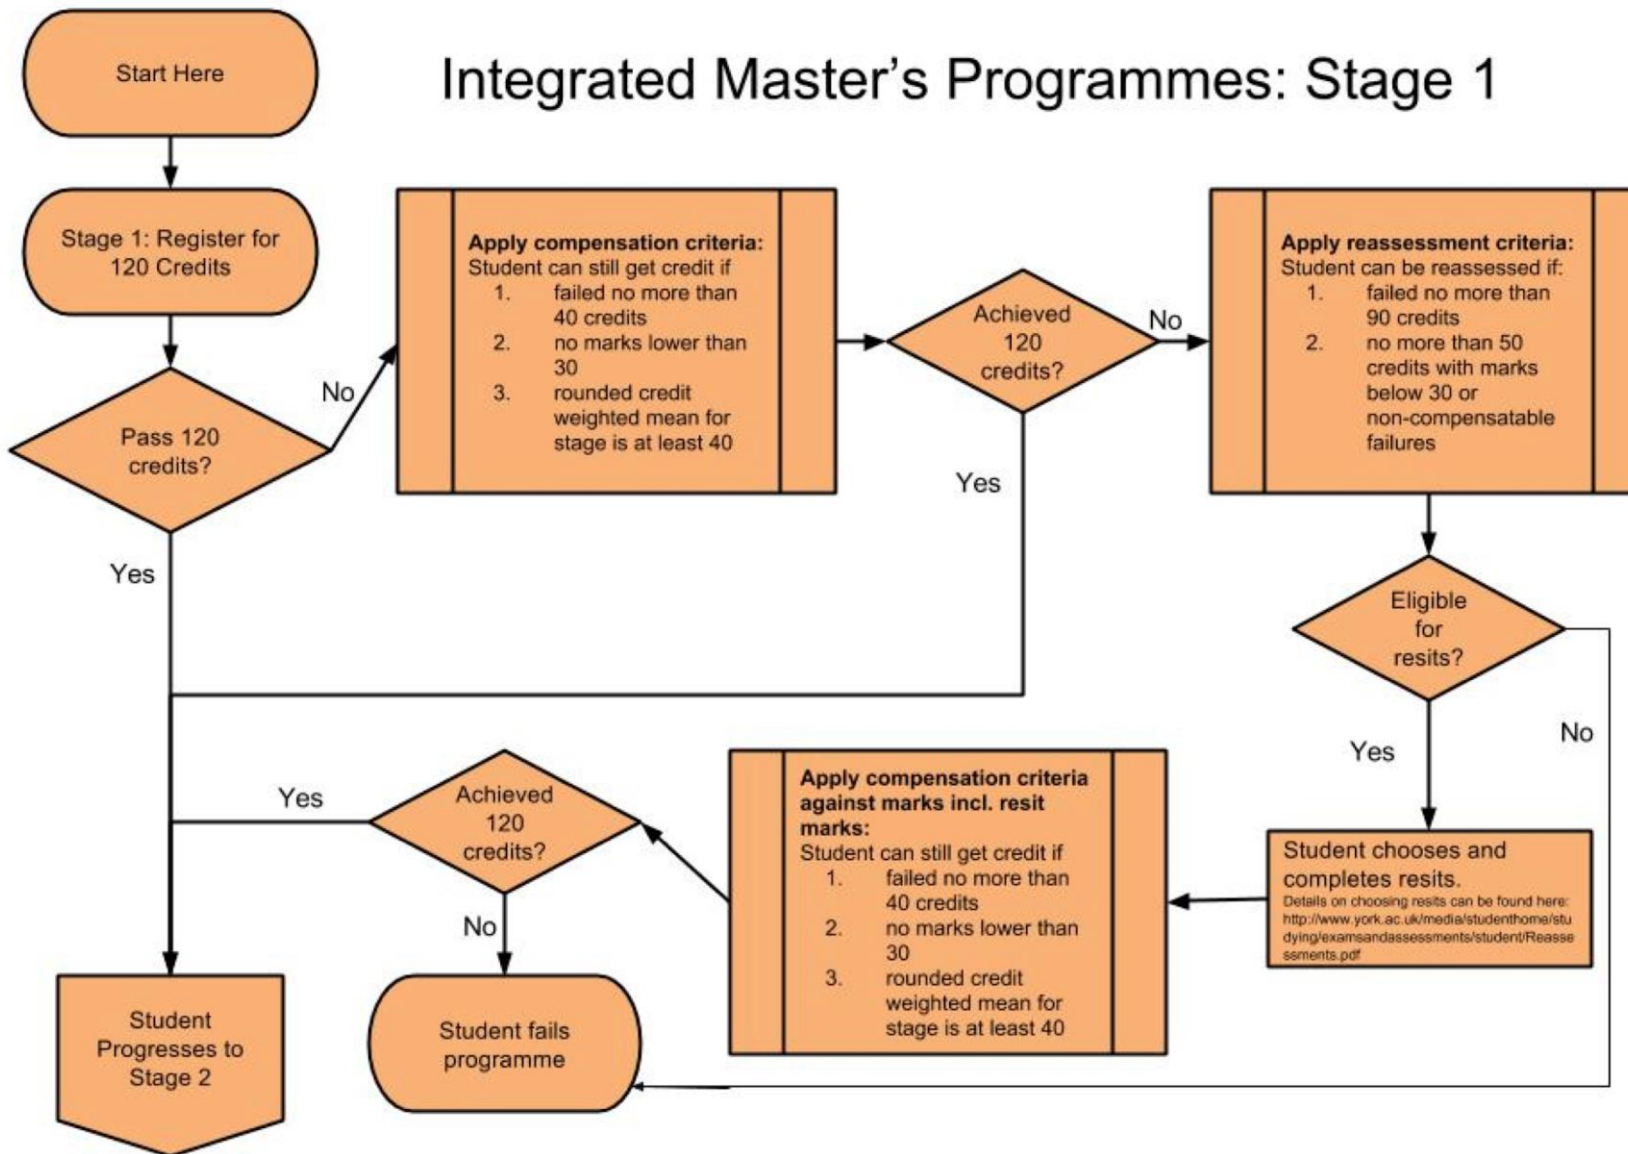 Integrated Master's Programmes: Stage 1
Start Here
Stage 1: Register for
120 Credits
Pass 120
credits?
No
Yes
Apply compensation criteria:
Student can still get credit if
1. failed no more than
40 credits
2. no marks lower than
30
3. rounded credit
weighted mean for
stage is at least 40
Achieved
120
credits?
No
Yes
Apply reassessment criteria:
Student can be reassessed if:
1. failed no more than
90 credits
2. no more than 50
credits with marks
below 30 or
non-compensatable
failures
Eligible
for
resits?
No
Yes
Student chooses and
completes resits.
Details on choosing resits can be found here:
http://www.york.ac.uk/media/studenthome/stu
dying/examsandassessments/student/Reasse
ssments.pdf
Apply compensation criteria
against marks incl. resit
marks:
Student can still get credit if
1. failed no more than
40 credits
2. no marks lower than
30
3. rounded credit
weighted mean for
stage is at least 40
Achieved
120
credits?
Yes
No
Student fails
programme
Student
Progresses to
Stage 2